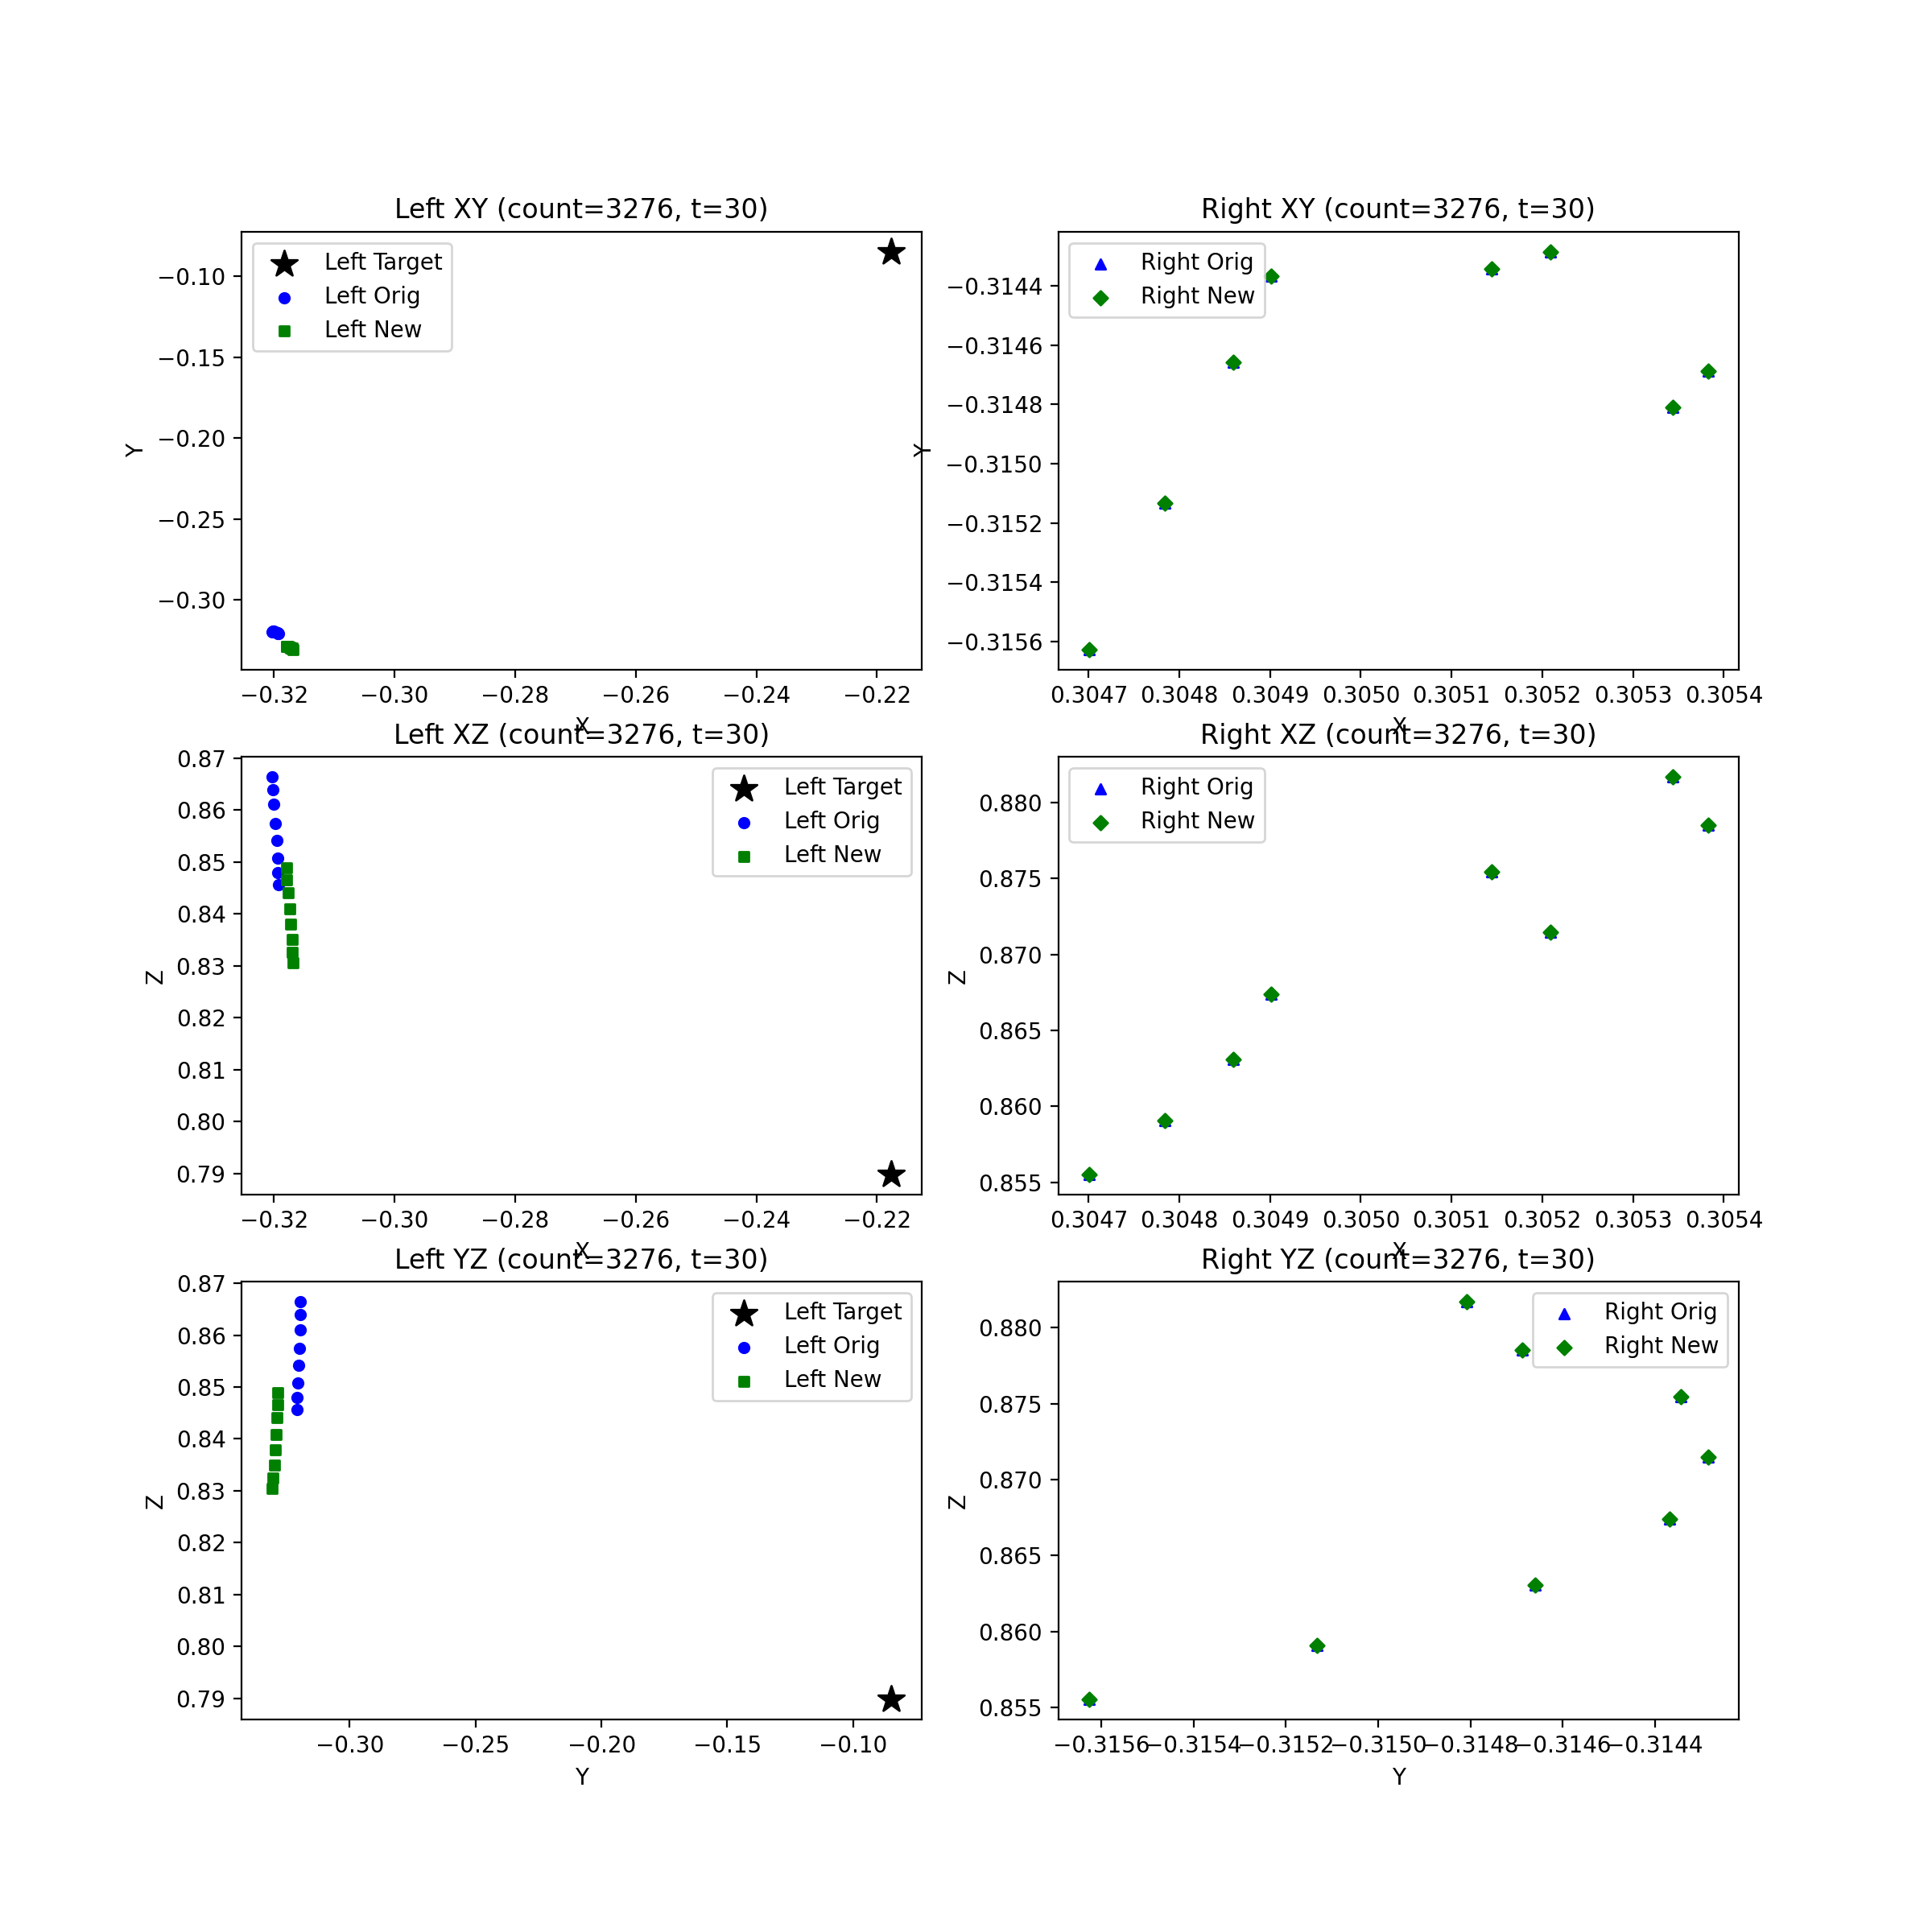 Left XY (count=3276, t=30)
Left Target
Left Orig
Left New
−0.10
−0.15
−0.20
−0.25
−0.30
Y
−0.32 −0.30 −0.28 −0.26 −0.24 −0.22
X
Right XY (count=3276, t=30)
Right Orig
Right New
−0.3144
−0.3146
−0.3148
−0.3150
−0.3152
−0.3154
−0.3156
Y
0.3047 0.3048 0.3049 0.3050 0.3051 0.3052 0.3053 0.3054
X
Left XZ (count=3276, t=30)
Left Target
Left Orig
Left New
0.87
0.86
0.85
0.84
0.83
0.82
0.81
0.80
0.79
Z
−0.32 −0.30 −0.28 −0.26 −0.24 −0.22
X
Right XZ (count=3276, t=30)
Right Orig
Right New
0.880
0.875
0.870
0.865
0.860
0.855
Z
0.3047 0.3048 0.3049 0.3050 0.3051 0.3052 0.3053 0.3054
X
Left YZ (count=3276, t=30)
Left Target
Left Orig
Left New
0.87
0.86
0.85
0.84
0.83
0.82
0.81
0.80
0.79
Z
−0.30 −0.25 −0.20 −0.15 −0.10
Y
Right YZ (count=3276, t=30)
Right Orig
Right New
0.880
0.875
0.870
0.865
0.860
0.855
Z
−0.3156 −0.3154 −0.3152 −0.3150 −0.3148 −0.3146 −0.3144
Y